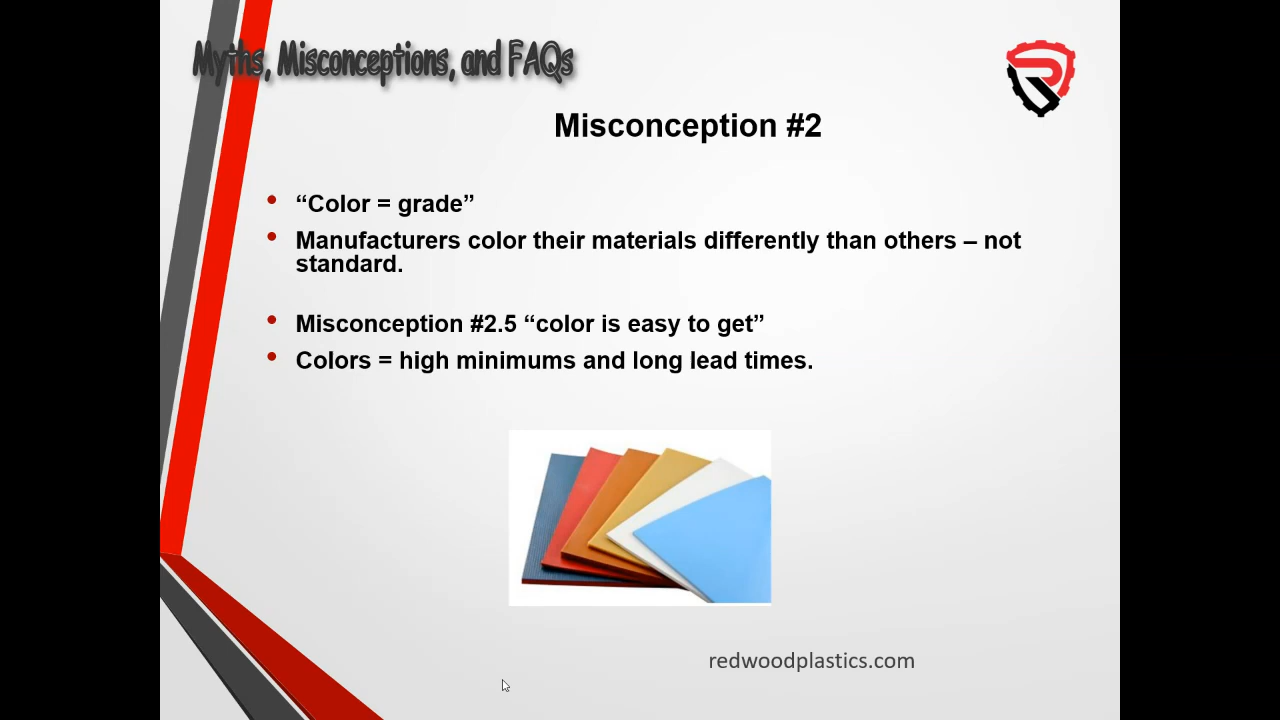 Myths, Misconceptions, and FAQs
Misconception #2
“Color = grade”
Manufacturers color their materials differently than others – not
standard.
Misconception #2.5 “color is easy to get”
Colors = high minimums and long lead times.
redwoodplastics.com